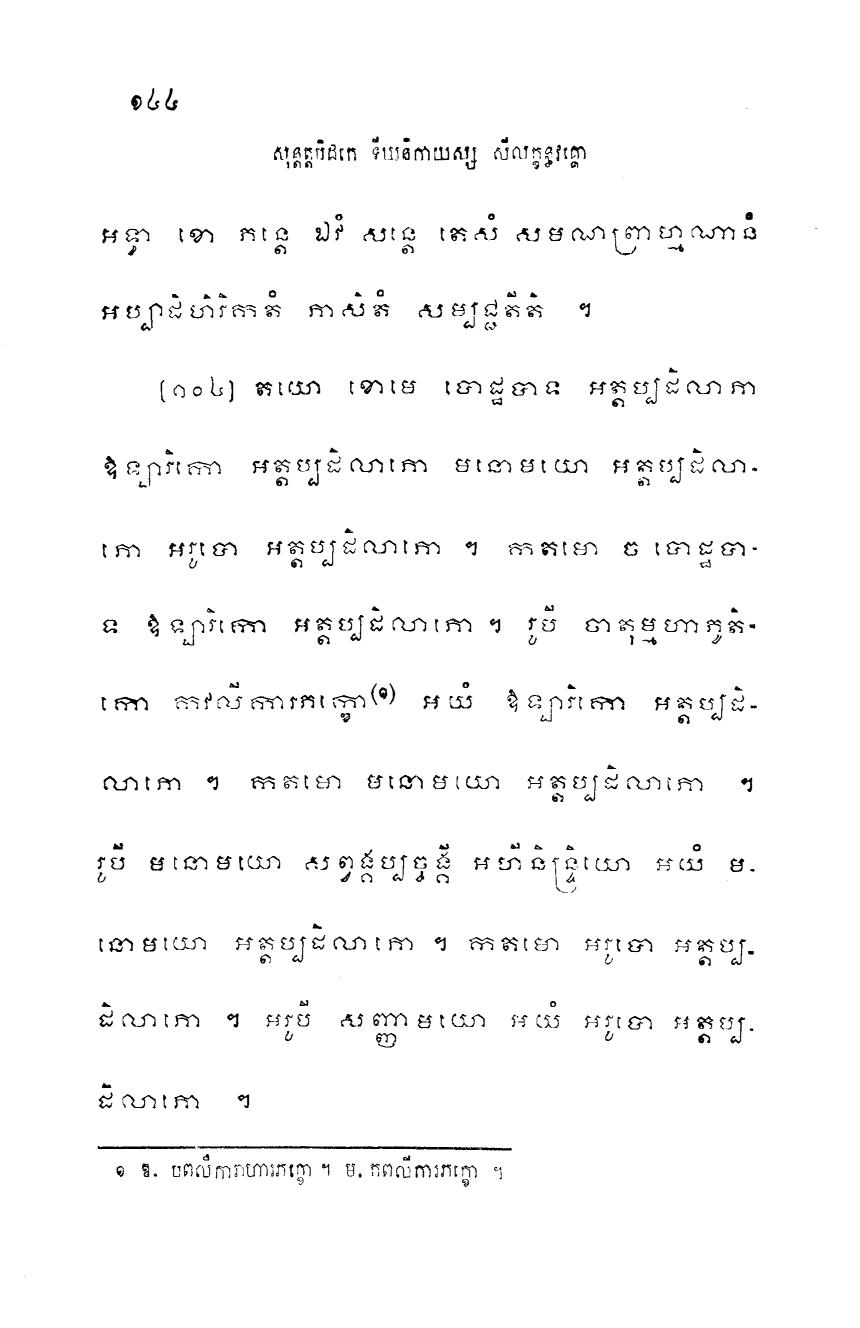 ១៤៤
សុត្តន្តបិដកេ ទីឃនិកាយស្ស សីលក្ខន្ធវគ្គោ
អទ្ធា ខោ ភន្តេ ឯវំ សន្តេ តេសំ សមណព្រាហ្មណានំ
អប្បាដិហិរិកតំ ភាសិតំ សម្បជ្ជតីតិ ។
[១០៤] តយោ ខោមេ បោដ្ឋបាទ អត្តប្បដិលាភា
ឱឡារិកោ អត្តប្បដិលាភោ មនោមយោ អត្តប្បដិលា-
ភោ អរូបោ អត្តប្បដិលាភោ ។ កតមោ ច បោដ្ឋបា-
ទ ឱឡារិកោ អត្តប្បដិលាភោ ។ រូបី ចាតុម្មហាភូតិ-
កោ កវលីការភក្ខោ(១) អយំ ឱឡារិកោ អត្តប្បដិ-
លាភោ ។ កតមោ មនោមយោ អត្តប្បដិលាភោ ។
រូបី មនោមយោ សព្វង្គប្បច្ចង្គី អហីនិន្ទ្រិយោ អយំ ម-
នោមយោ អត្តប្បដិលាភោ ។ កតមោ អរូបោ អត្តប្ប-
ដិលាភោ ។ អរូបី សញ្ញាមយោ អយំ អរូបោ អត្តប្ប-
ដិលាភោ ។
១ ឱ. កពលីការាហារភក្ខោ ។ ម. កពលីការភក្ខោ ។